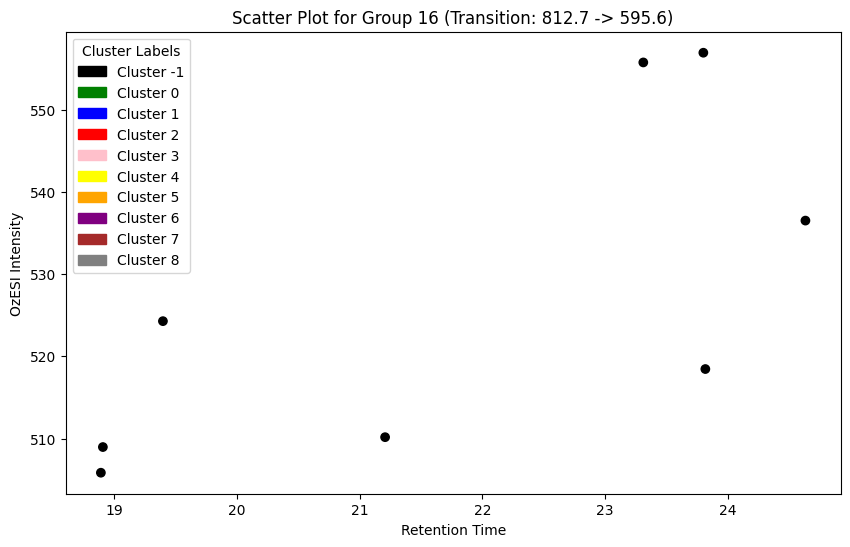 Scatter Plot for Group 16 (Transition: 812.7 -> 595.6)
Cluster Labels
Cluster -1
Cluster 0
Cluster 1
Cluster 2
Cluster 3
Cluster 4
Cluster 5
Cluster 6
Cluster 7
Cluster 8
OzESI Intensity
550
540
530
520
510
19 20 21 22 23 24
Retention Time